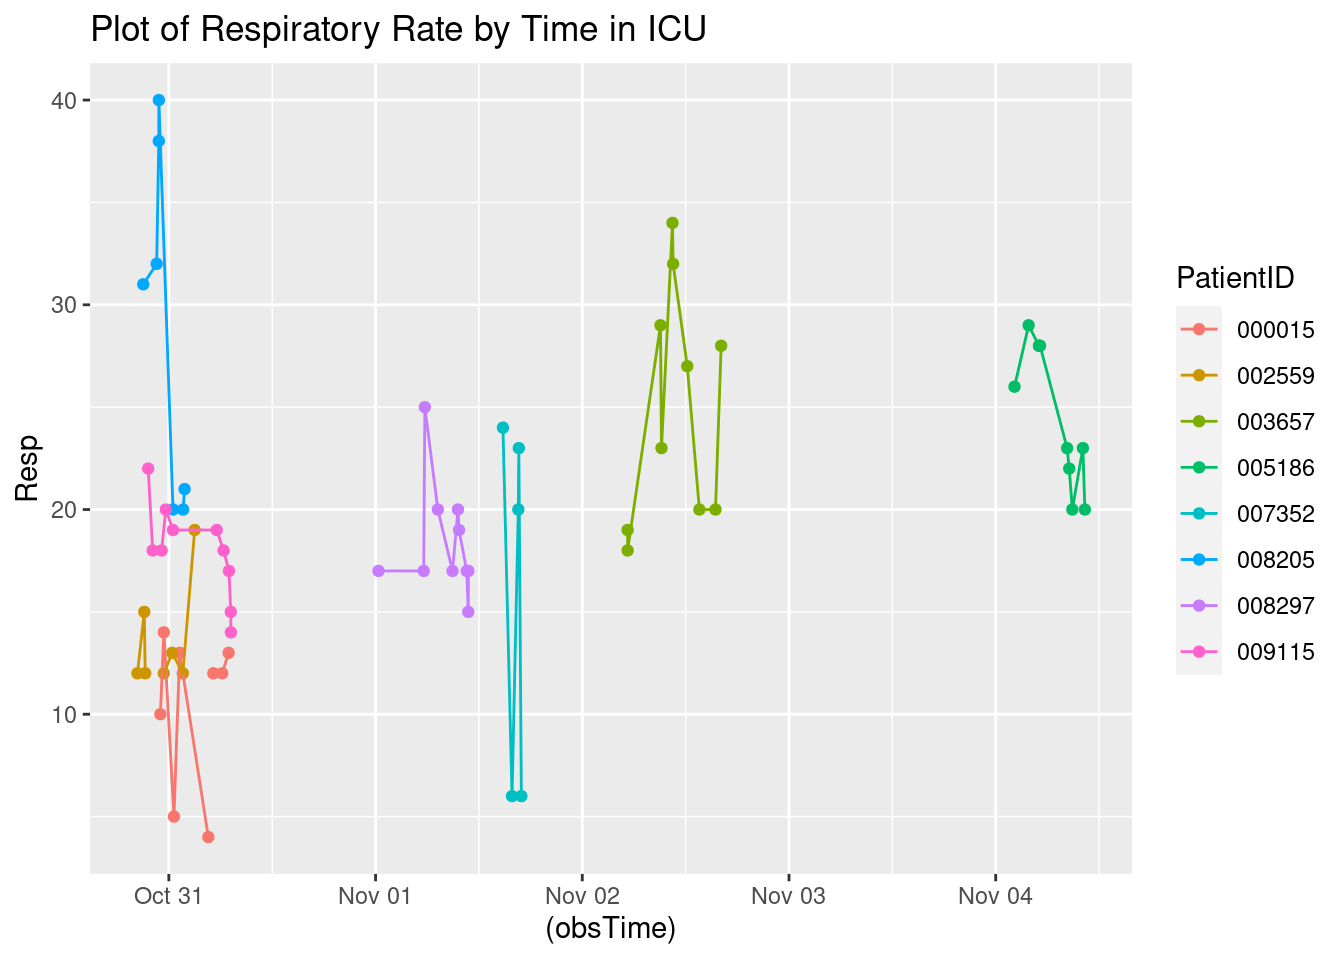 Plot of Respiratory Rate by Time in ICU
40
30
20
10
Resp
Oct 31
Nov 01
Nov 02
Nov 03
Nov 04
(obsTime)
PatientID
000015
002559
003657
005186
007352
008205
008297
009115